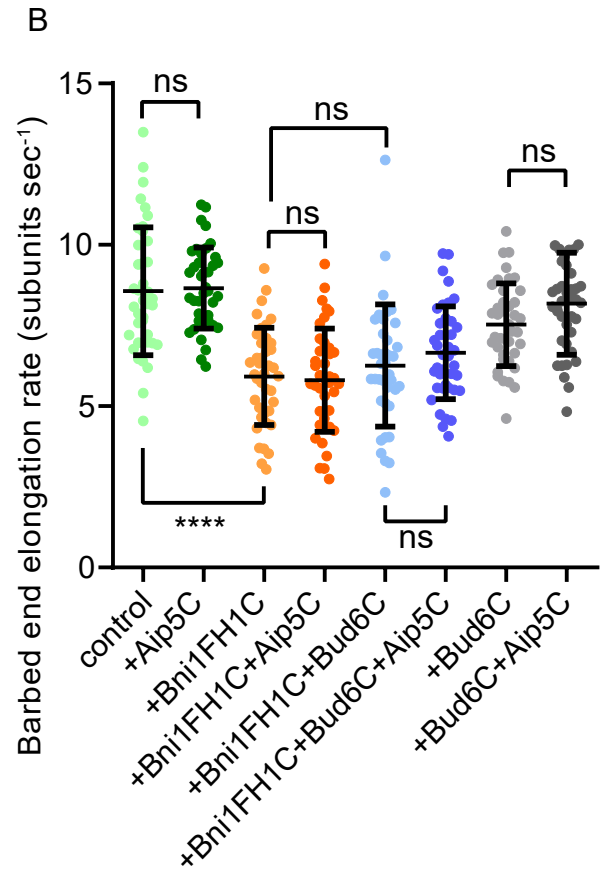 B
Barbed end elongation rate (subunits sec⁻¹)
15
10
5
0
ns
ns
ns
ns
****
ns
control
+Aip5C
+Bni1FH1C
+Bni1FH1C+Aip5C
+Bni1FH1C+Bud6C
+Bni1FH1C+Bud6C+Aip5C
+Bud6C
+Bud6C+Aip5C